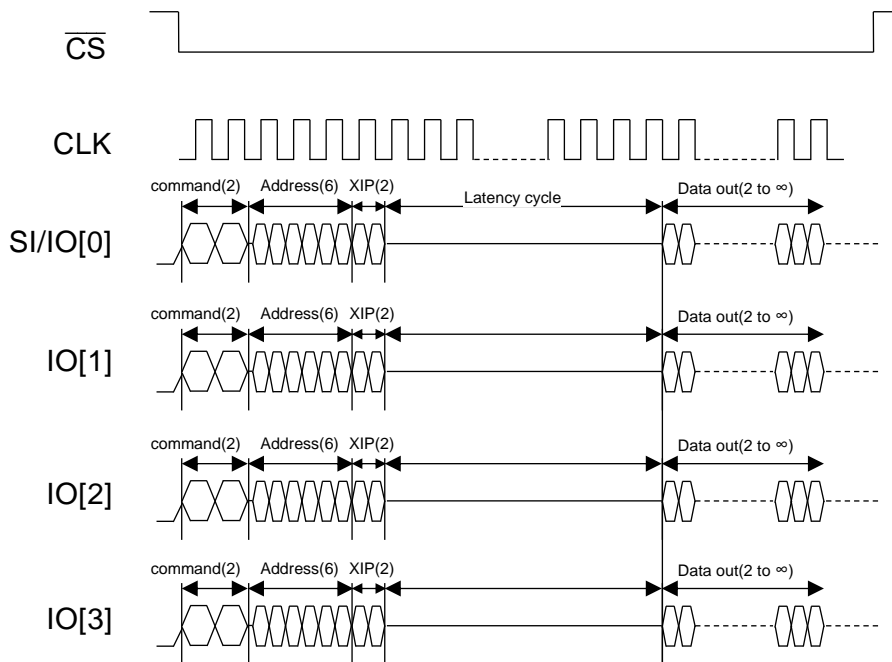 C̅S̅
CLK
command(2) Address(6) XIP(2) Latency cycle Data out(2 to ∞)
SI/IO[0]
command(2) Address(6) XIP(2) Data out(2 to ∞)
IO[1]
command(2) Address(6) XIP(2) Data out(2 to ∞)
IO[2]
command(2) Address(6) XIP(2) Data out(2 to ∞)
IO[3]